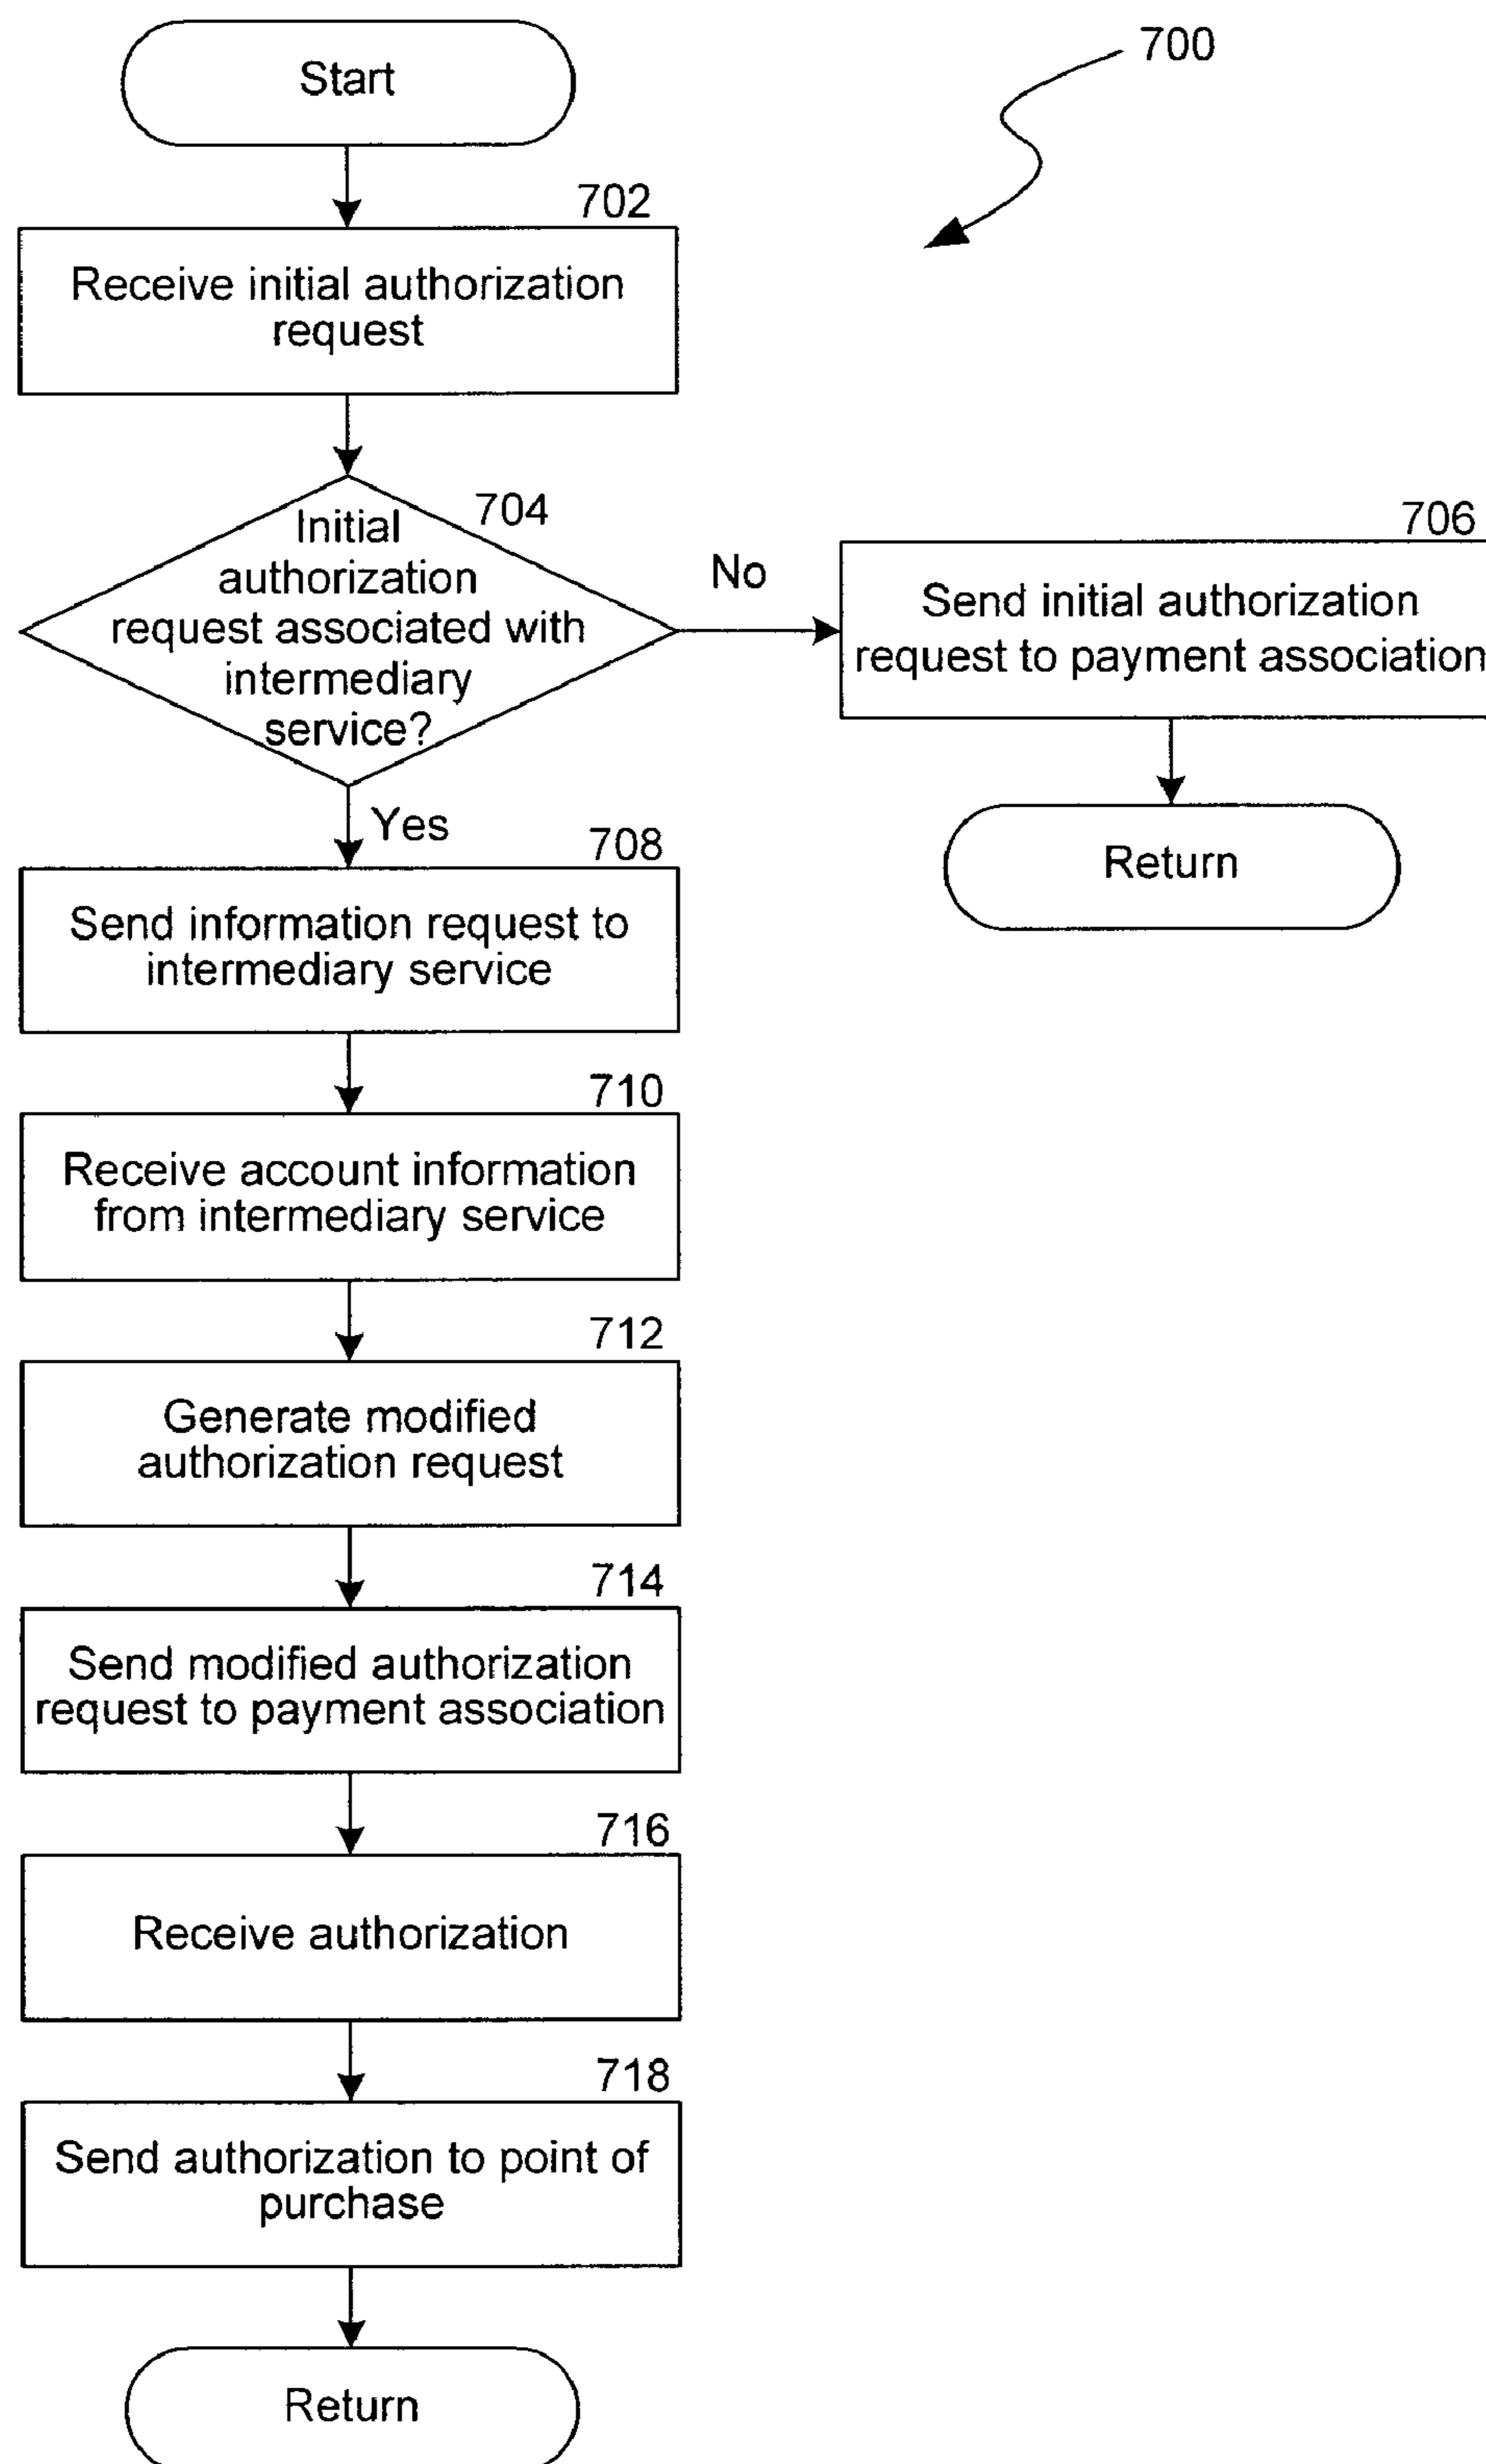 Start
700
702
Receive initial authorization
request
704
Initial
authorization
request associated with
intermediary
service?
No
706
Send initial authorization
request to payment association
Return
Yes
708
Send information request to
intermediary service
710
Receive account information
from intermediary service
712
Generate modified
authorization request
714
Send modified authorization
request to payment association
716
Receive authorization
718
Send authorization to point of
purchase
Return